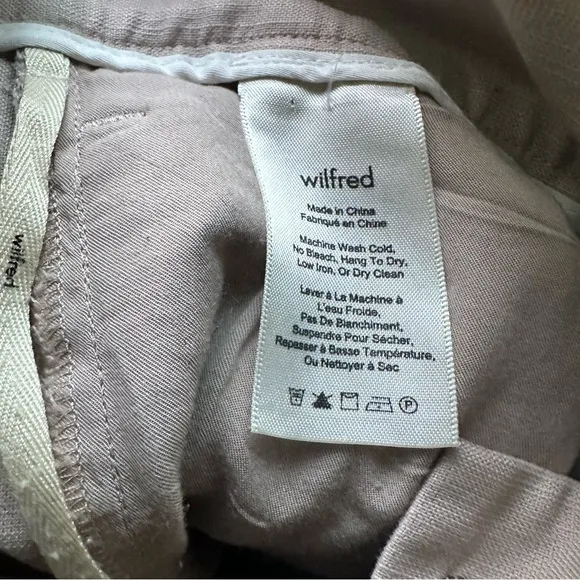 wilfred
Made in China
Fabriqué en Chine
Machine Wash Cold,
No Bleach, Hang To Dry,
Low Iron, Or Dry Clean
Laver à La Machine à
L'eau Froide,
Pas De Blanchiment,
Suspendre Pour Sécher,
Repasser à Basse Température,
Ou Nettoyer à Sec
P
wilfred